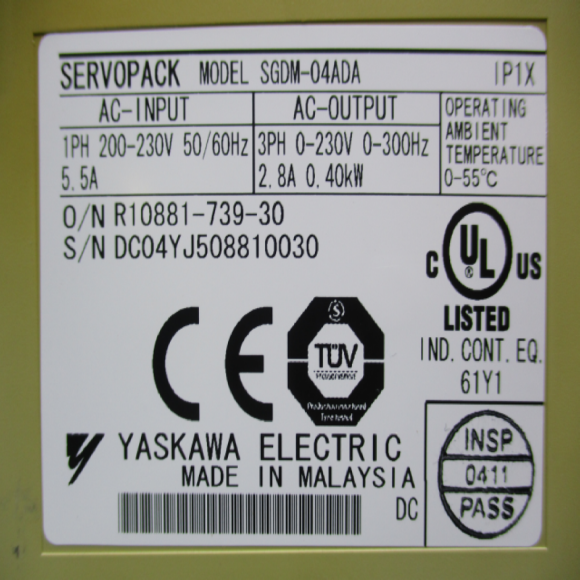 SERVOPACK MODEL SGDM-04ADA IP1X
AC-INPUT AC-OUTPUT OPERATING
AMBIENT
TEMPERATURE
0-55℃
1PH 200-230V 50/60Hz 3PH 0-230V 0-300Hz
5.5A 2.8A 0.40kW
O/N R10881-739-30
S/N DC04YJ508810030
C UL US
LISTED
IND. CONT. EQ.
61Y1
CE
S
TÜV
YASKAWA ELECTRIC
MADE IN MALAYSIA
DC
INSP
0411
PASS